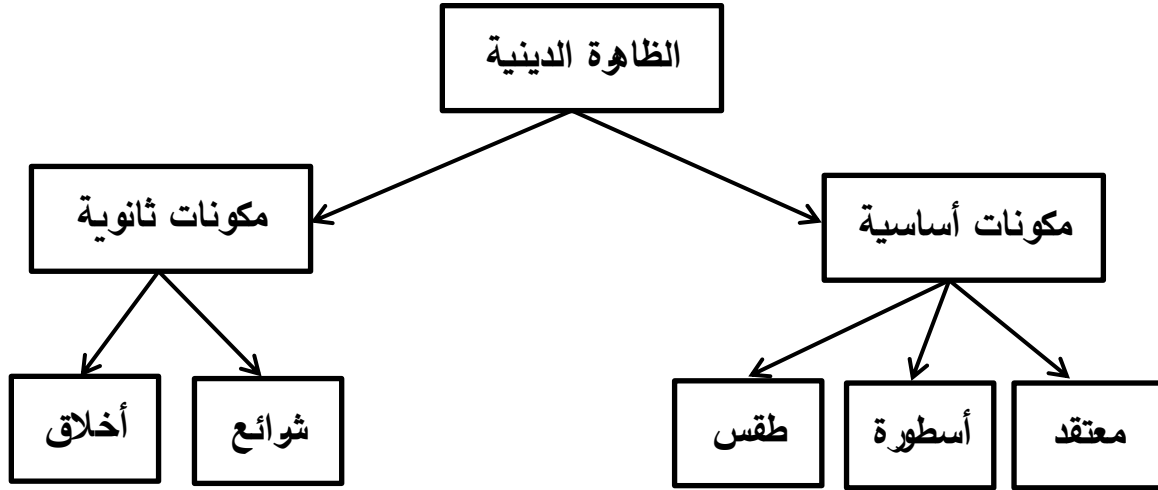 الظاهرة الدينية
مكونات أساسية
مكونات ثانوية
معتقد
أسطورة
طقس
شرائع
أخلاق